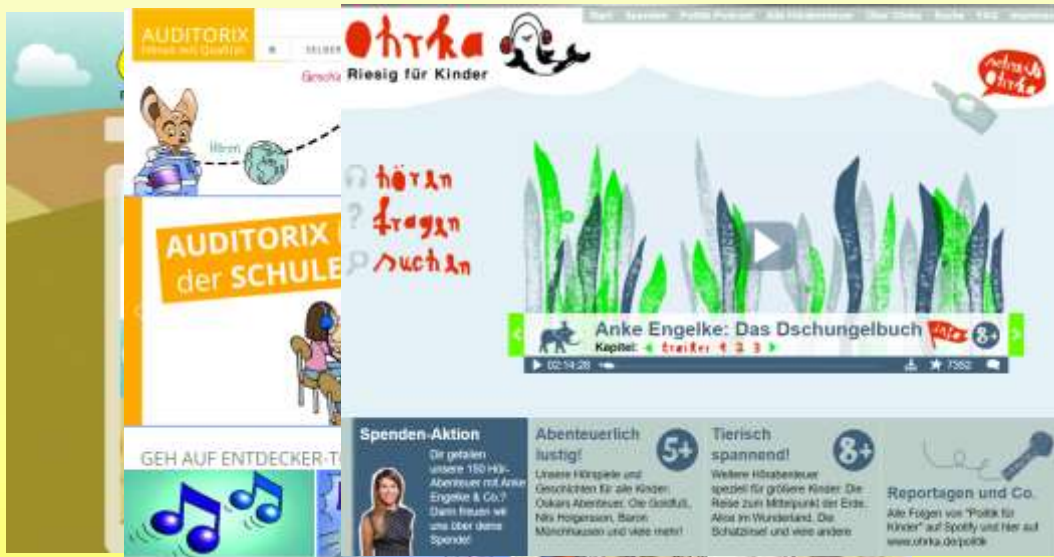 AUDITORIX
Hören mit Qualität
SELBER
Geschic
Hören
AUDITORIX
der SCHULE
GEH AUF ENTDECKER-T
Ohrka
Riesig für Kinder
Start Spenden Politik-Podcast Alle Hörabenteuer Über Ohrka Suche FAQ Impressum
hören
? fragen
suchen
Anke Engelke: Das Dschungelbuch
Info
8+
Kapitel: Trailer 1 2 3
02:14:28
7352
Spenden-Aktion
Dir gefallen
unsere 150 Hör-
Abenteuer mit Anke
Engelke & Co.?
Dann freuen wir
uns über deine
Spende!
Abenteuerlich
lustig!
5+
Unsere Hörspiele und
Geschichten für alle Kinder:
Oskars Abenteuer, Die Goldfuß,
Nils Holgersson, Baron
Münchhausen und viele mehr!
Tierisch
spannend!
8+
Weitere Hörabenteuer
speziell für größere Kinder: Die
Reise zum Mittelpunkt der Erde,
Alice im Wunderland, Die
Schatzinsel und viele andere
Reportagen und Co.
Alle Folgen von "Politik für
Kinder" auf Spotify und hier auf
www.ohrka.de/politik